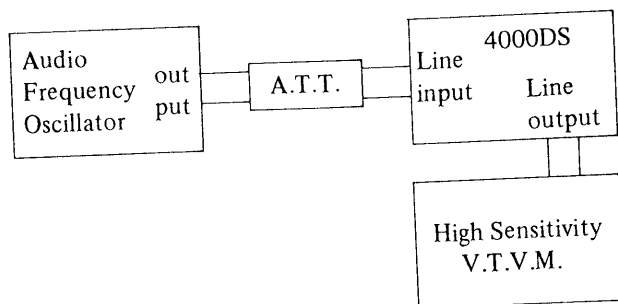 Audio
Frequency
Oscillator
out
put
A.T.T.
4000DS
Line
input
Line
output
High Sensitivity
V.T.V.M.